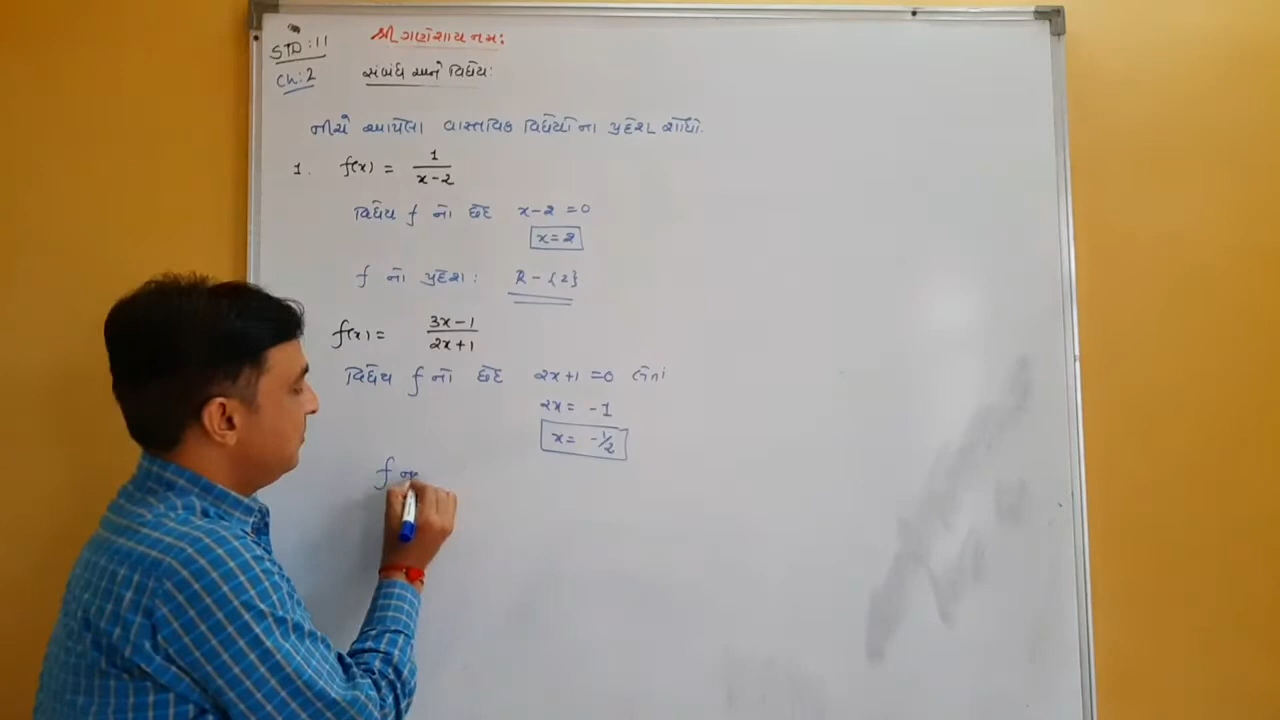 શ્રી ગણેશાય નમઃ
STD : 11
Ch : 2
સંબંધ અને વિધેય :
નીચે આપેલા વાસ્તવિક વિધેયોના પ્રદેશ શોધો.
1. f(x) = 1/(x-2)
વિધેય f નો છેદ x-2 = 0
x = 2
f નો પ્રદેશ : R - {2}
f(x) = (3x-1)/(2x+1)
વિધેય f નો છેદ 2x+1 = 0 લેતાં
2x = -1
x = -1/2
f ન